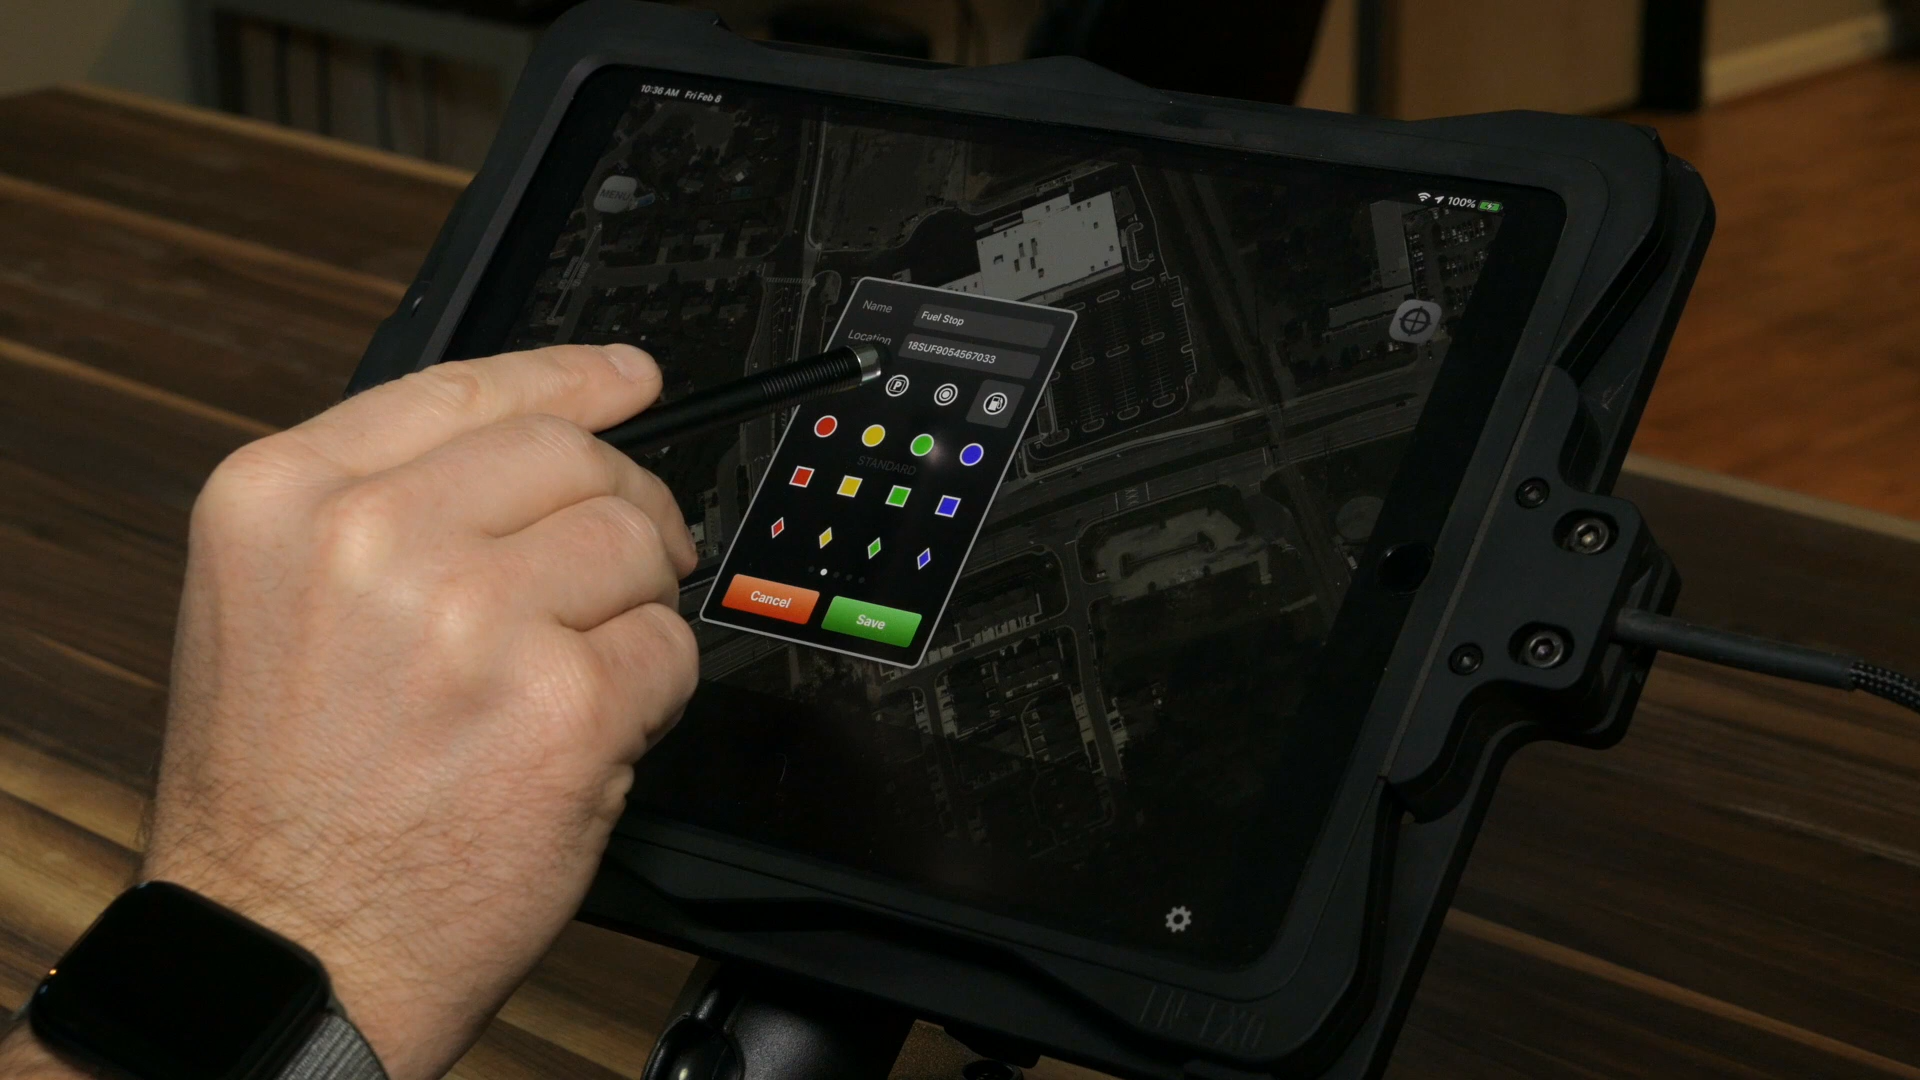 10:36 AM Fri Feb 8
100%
MENU
Name
Fuel Stop
Location
18SUF9054567033
P
STANDARD
Cancel
Save